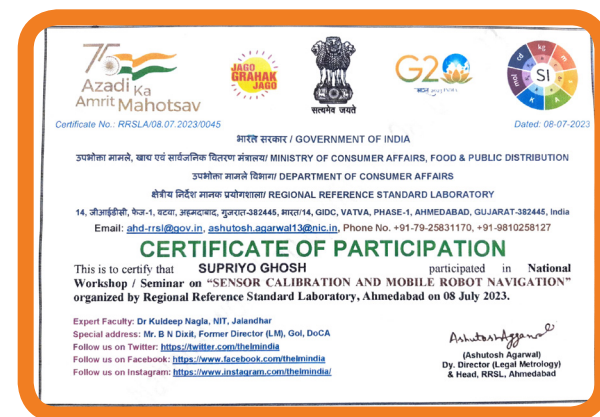 75
Azadi Ka
Amrit Mahotsav
JAGO
GRAHAK
JAGO
सत्यमेव जयते
G20
kg
m
s
A
K
mol
cd
SI
Certificate No.: RRSLA/08.07.2023/0045
Dated: 08-07-2023
भारत सरकार / GOVERNMENT OF INDIA
उपभोक्ता मामले, खाद्य एवं सार्वजनिक वितरण मंत्रालय/ MINISTRY OF CONSUMER AFFAIRS, FOOD & PUBLIC DISTRIBUTION
उपभोक्ता मामले विभाग/ DEPARTMENT OF CONSUMER AFFAIRS
क्षेत्रीय निर्देश मानक प्रयोगशाला/ REGIONAL REFERENCE STANDARD LABORATORY
14, जीआईडीसी, फेज-1, वटवा, अहमदाबाद, गुजरात-382445, भारत/14, GIDC, VATVA, PHASE-1, AHMEDABAD, GUJARAT-382445, India
Email: ahd-rrsl@gov.in, ashutosh.agarwal13@nic.in, Phone No. +91-79-25831170, +91-9810258127
CERTIFICATE OF PARTICIPATION
This is to certify that SUPRIYO GHOSH participated in National
Workshop / Seminar on “SENSOR CALIBRATION AND MOBILE ROBOT NAVIGATION”
organized by Regional Reference Standard Laboratory, Ahmedabad on 08 July 2023.
Expert Faculty: Dr Kuldeep Nagla, NIT, Jalandhar
Special address: Mr. B N Dixit, Former Director (LM), GoI, DoCA
Follow us on Twitter: https://twitter.com/thelmindia
Follow us on Facebook: https://www.facebook.com/thelmindia
Follow us on Instagram: https://www.instagram.com/thelmindia/
(Ashutosh Agarwal)
Dy. Director (Legal Metrology)
& Head, RRSL, Ahmedabad